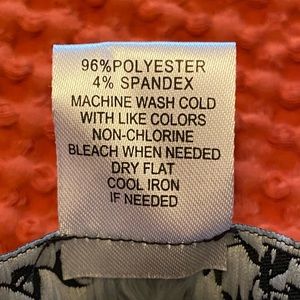 96%POLYESTER
4% SPANDEX
MACHINE WASH COLD
WITH LIKE COLORS
NON-CHLORINE
BLEACH WHEN NEEDED
DRY FLAT
COOL IRON
IF NEEDED